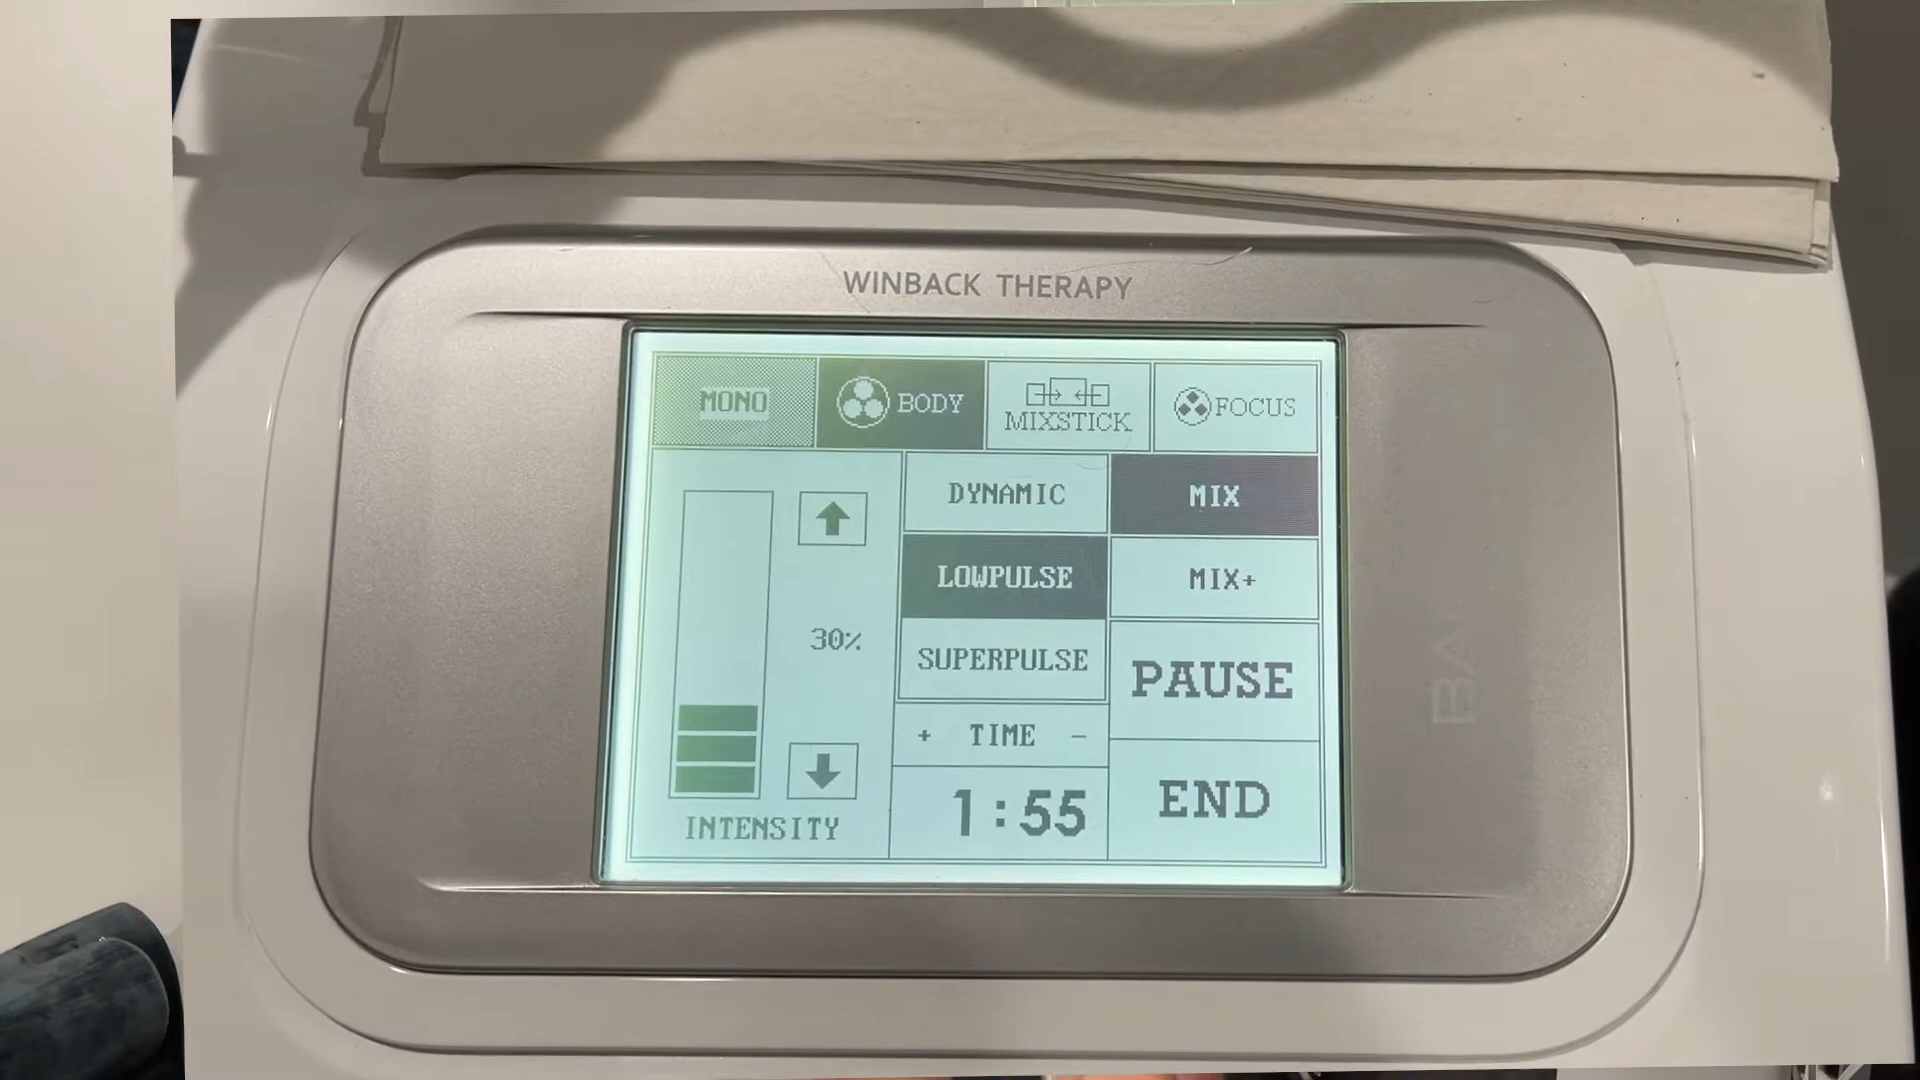 WINBACK THERAPY
MONO
BODY
MIXSTICK
FOCUS
DYNAMIC
MIX
LOWPULSE
MIX+
30%
SUPERPULSE
PAUSE
+ TIME -
1:55
END
INTENSITY